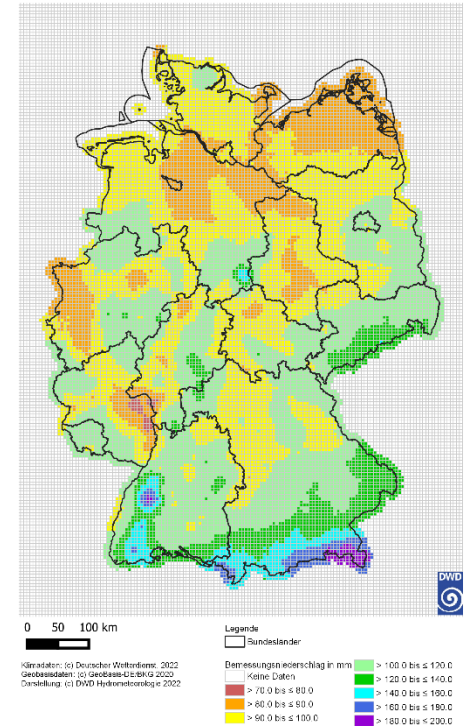 DWD
0 50 100 km
Legende
Bundesländer
Klimadaten: (c) Deutscher Wetterdienst, 2022
Geobasisdaten: (c) GeoBasis-DE/BKG 2020
Darstellung: (c) DWD Hydrometeorologie 2022
Bemessungsniederschlag in mm
Keine Daten
> 70.0 bis ≤ 80.0
> 80.0 bis ≤ 90.0
> 90.0 bis ≤ 100.0
> 100.0 bis ≤ 120.0
> 120.0 bis ≤ 140.0
> 140.0 bis ≤ 160.0
> 160.0 bis ≤ 180.0
> 180.0 bis ≤ 200.0